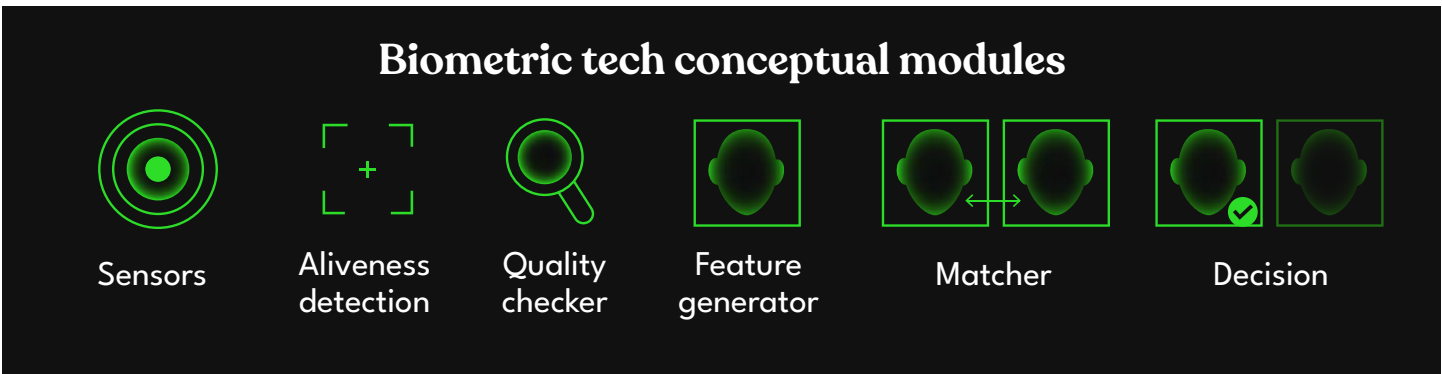 Biometric tech conceptual modules
Sensors
Aliveness
detection
Quality
checker
Feature
generator
Matcher
Decision